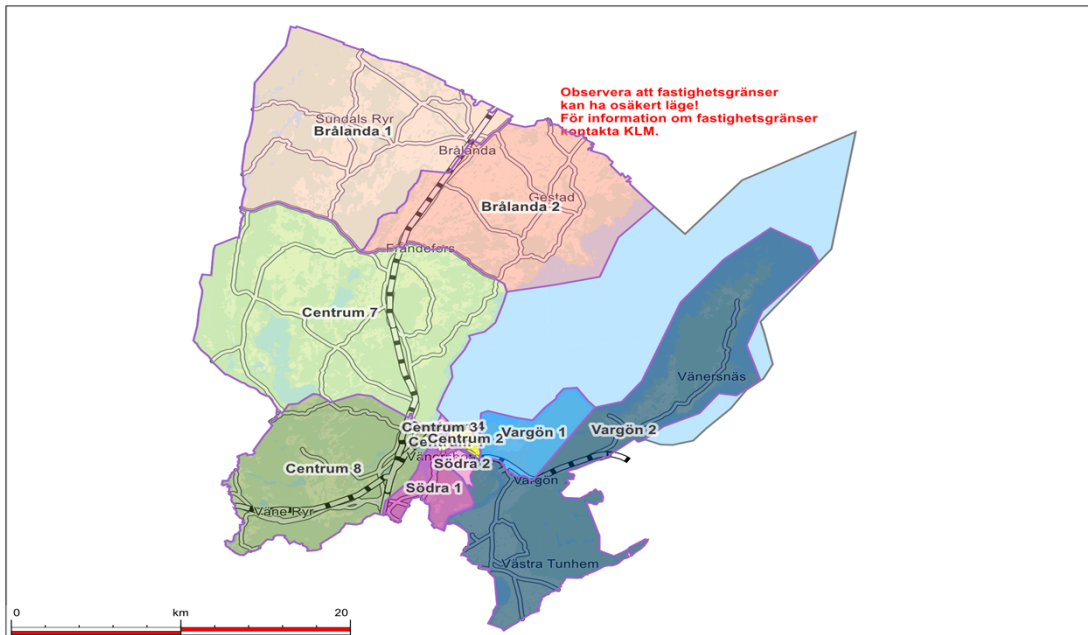 Observera att fastighetsgränser
kan ha osäkert läge!
För information om fastighetsgränser
kontakta KLM.
Sundals Ryr
Brålanda 1
Brålanda
Gestad
Brålanda 2
Frändefors
Centrum 7
Vänersnäs
Centrum 3
Centrum 2
Vargön 1
Vargön 2
Centrum 8
Södra 2
Vargön
Södra 1
Väne Ryr
Västra Tunhem
0 km 20